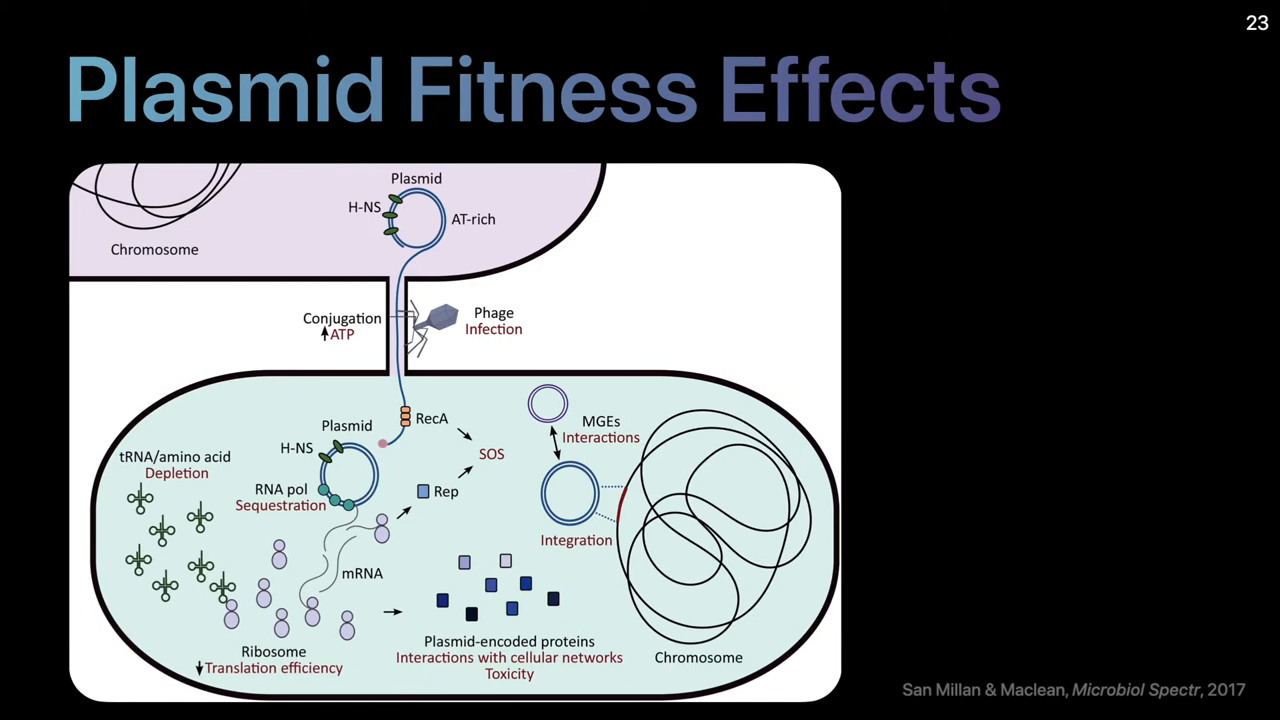 23
Plasmid Fitness Effects
Plasmid
H-NS
AT-rich
Chromosome
Conjugation
ATP
Phage
Infection
Plasmid
RecA
H-NS
SOS
MGEs
Interactions
tRNA/amino acid
Depletion
RNA pol
Sequestration
Rep
Integration
mRNA
Ribosome
Translation efficiency
Plasmid-encoded proteins
Interactions with cellular networks
Toxicity
Chromosome
San Millan & Maclean, Microbiol Spectr, 2017